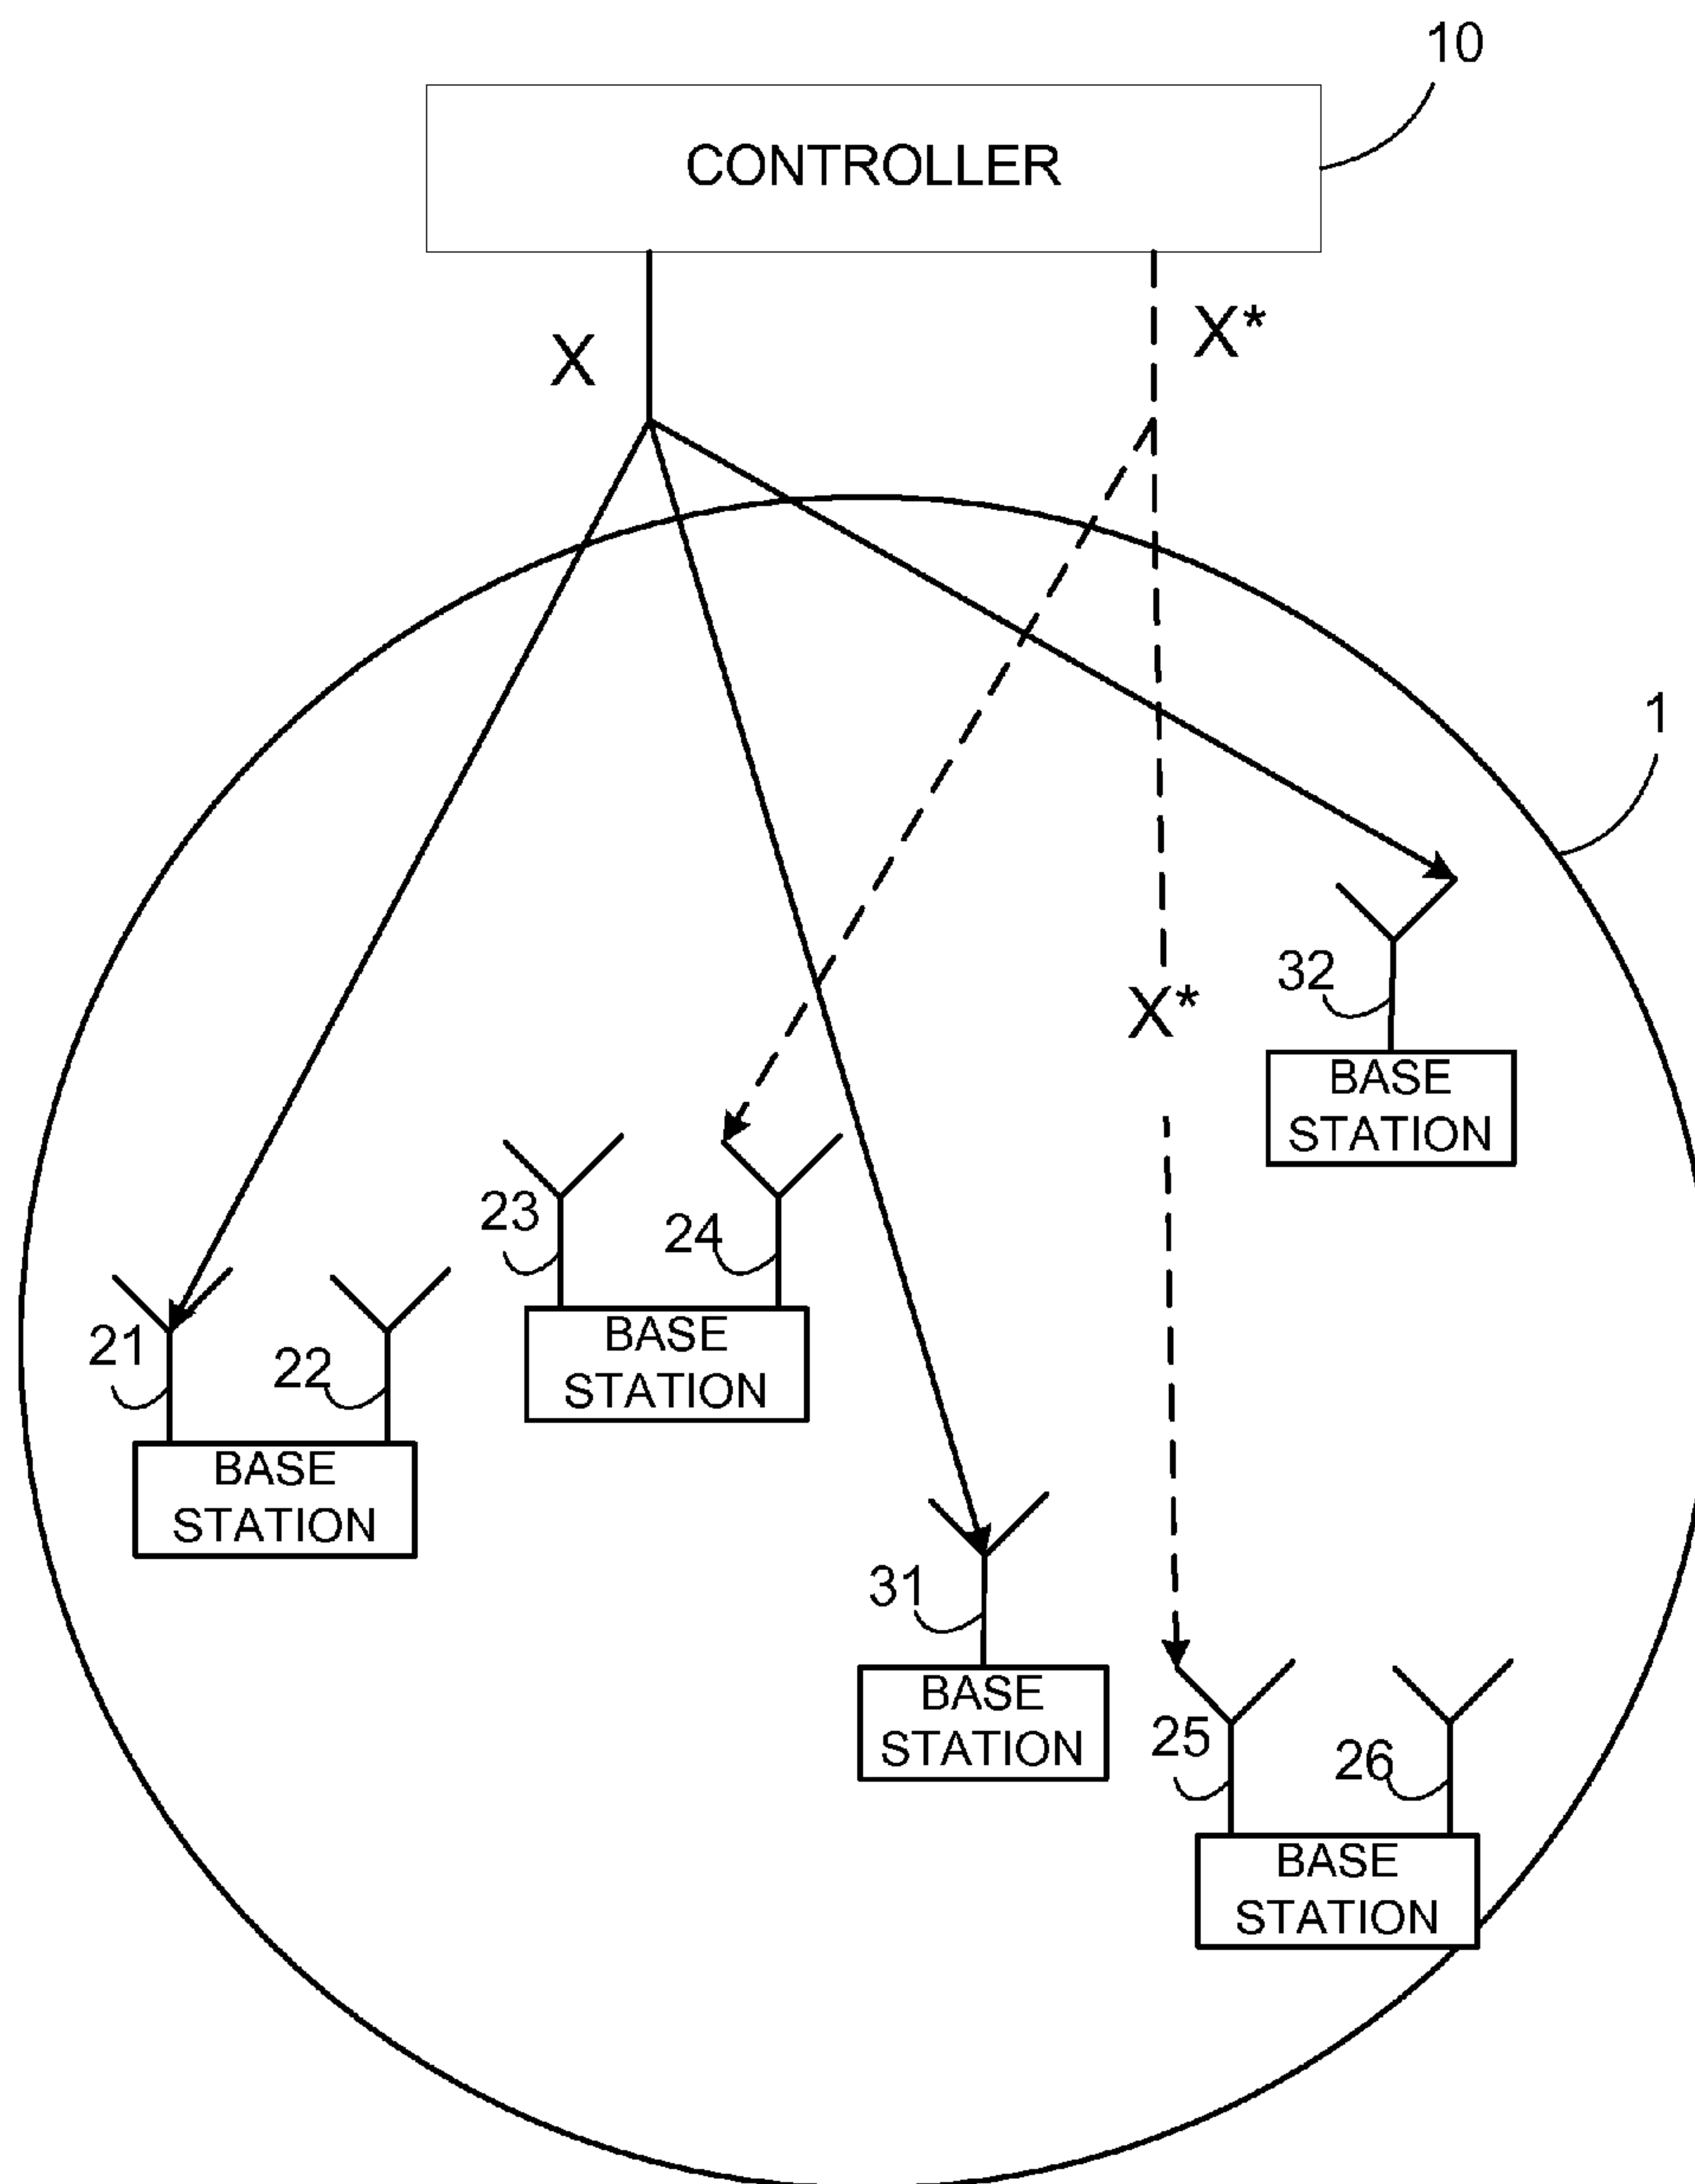 10
CONTROLLER
X*
X
1
32
X*
BASE
STATION
23
24
21
22
BASE
STATION
BASE
STATION
31
BASE
STATION
25
26
BASE
STATION